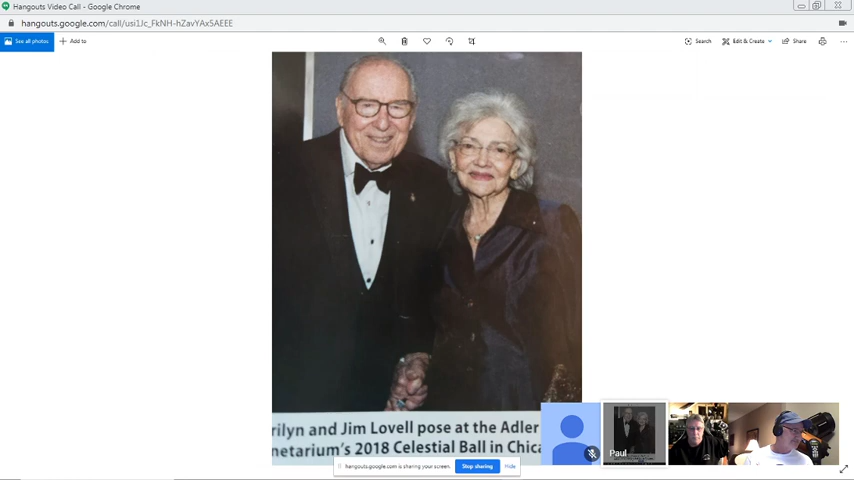 Hangouts Video Call - Google Chrome
hangouts.google.com/call/usi1Jc_FkNH-hZavYAx5AEEE
See all photos
Add to
Search
Edit & Create
Share
rilyn and Jim Lovell pose at the Adler
netarium's 2018 Celestial Ball in Chica
Paul
hangouts.google.com is sharing your screen.
Stop sharing
Hide